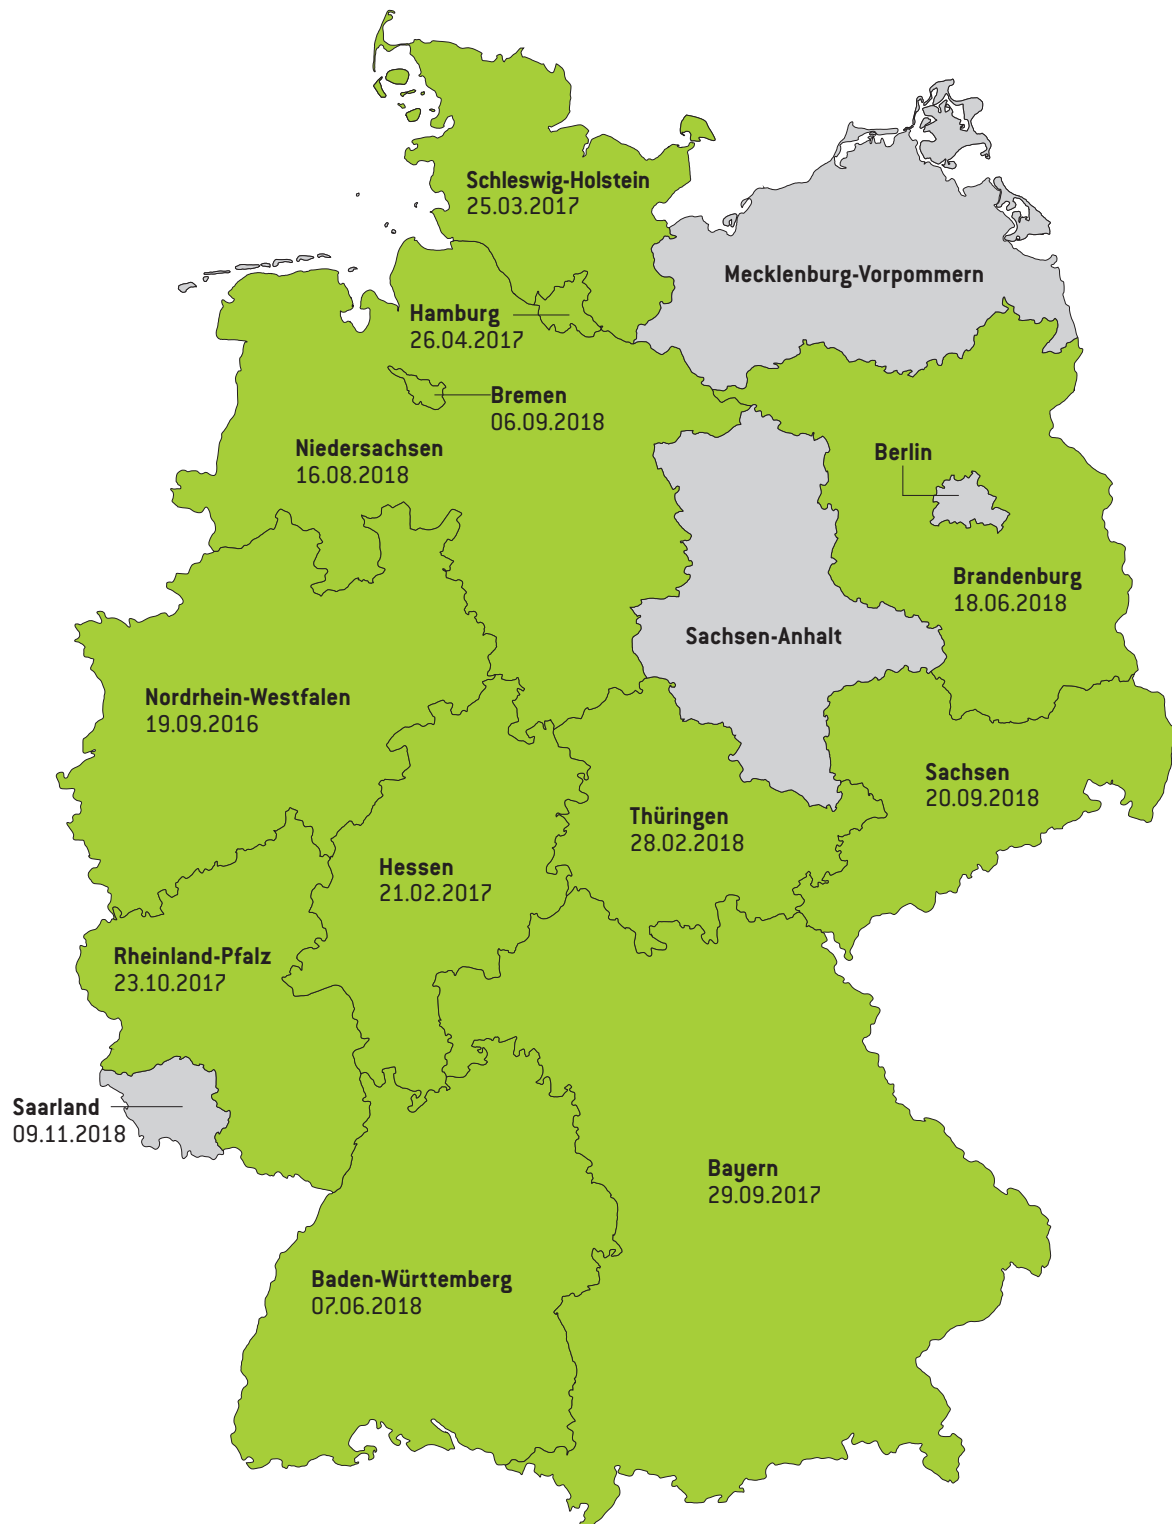 Schleswig-Holstein
25.03.2017
Mecklenburg-Vorpommern
Hamburg
26.04.2017
Bremen
06.09.2018
Niedersachsen
16.08.2018
Berlin
Brandenburg
18.06.2018
Sachsen-Anhalt
Nordrhein-Westfalen
19.09.2016
Sachsen
20.09.2018
Thüringen
28.02.2018
Hessen
21.02.2017
Rheinland-Pfalz
23.10.2017
Saarland
09.11.2018
Bayern
29.09.2017
Baden-Württemberg
07.06.2018